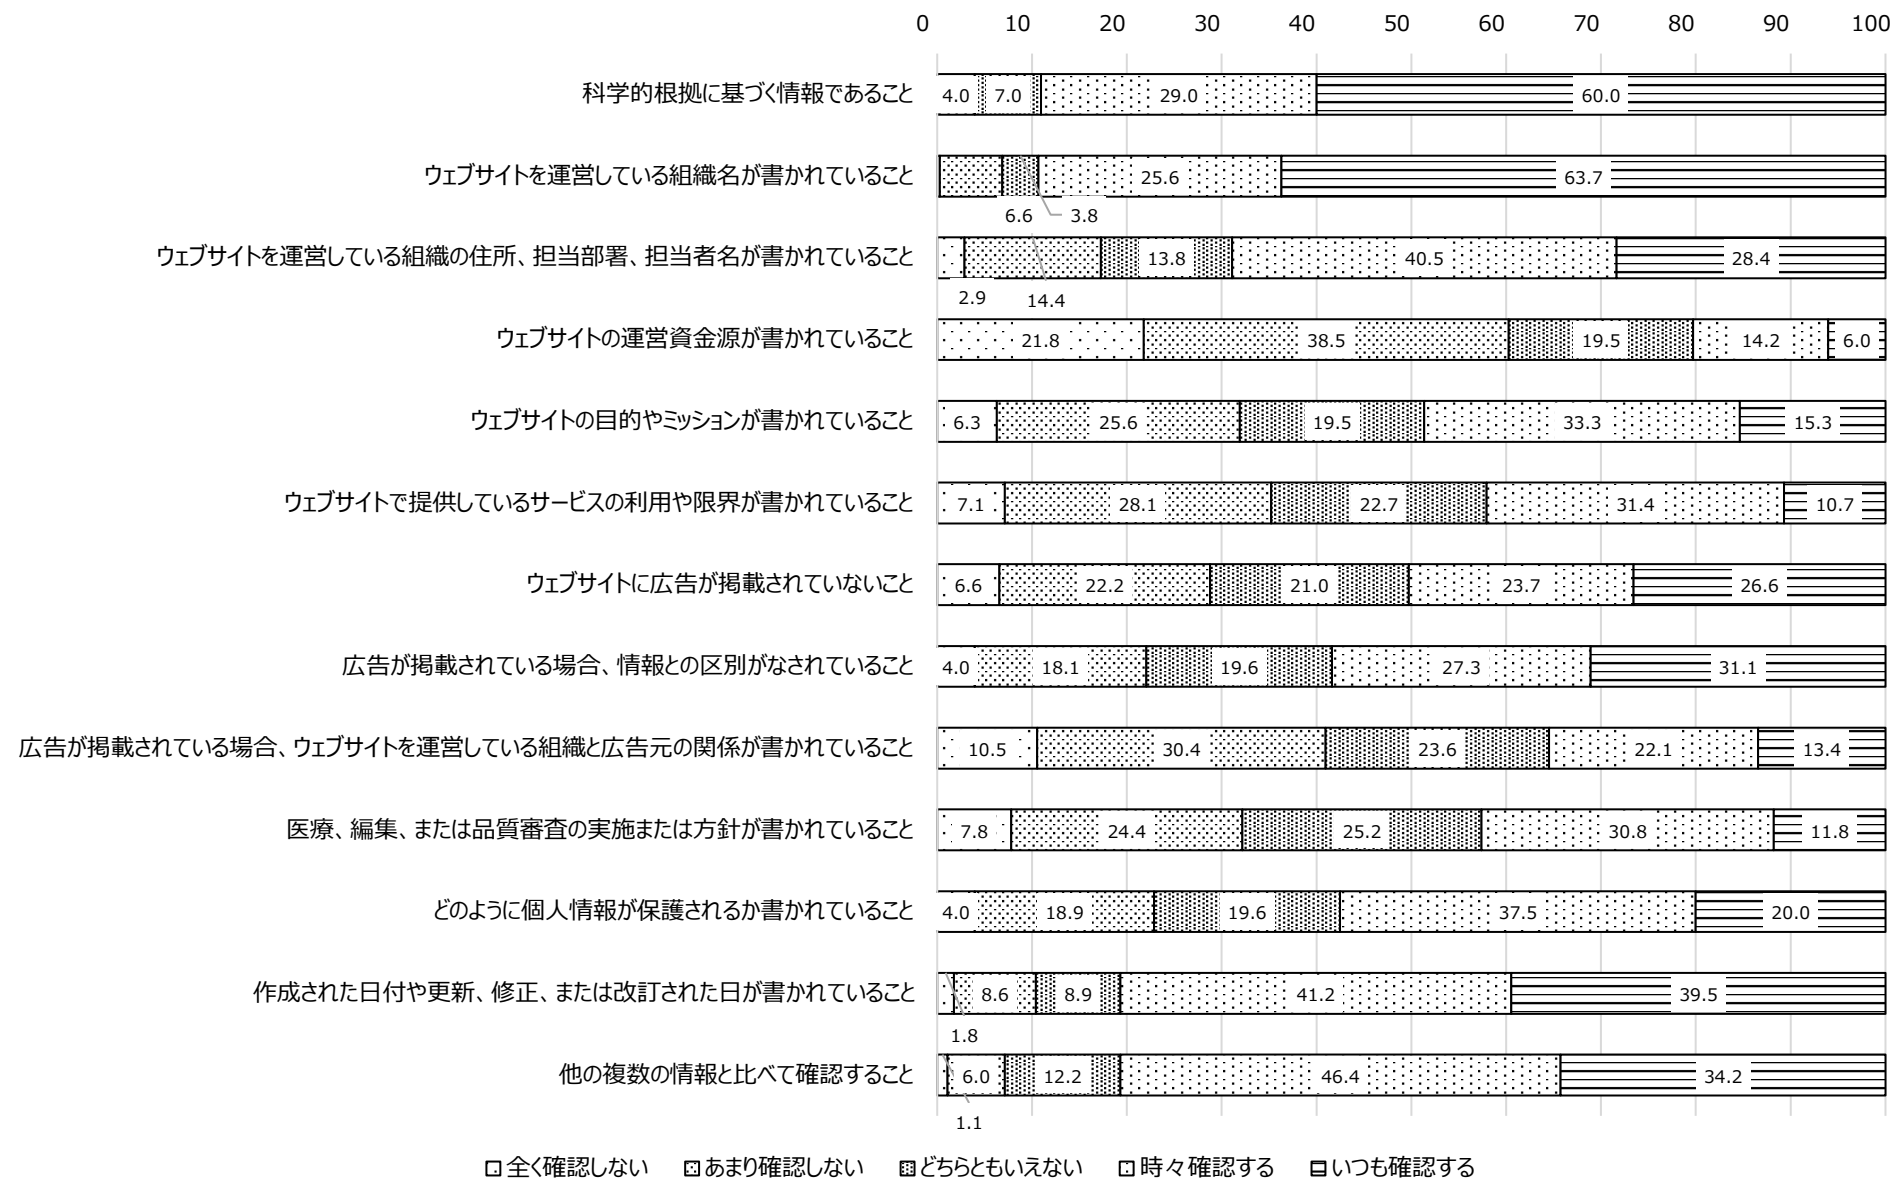 0 10 20 30 40 50 60 70 80 90 100
科学的根拠に基づく情報であること 4.0 7.0 29.0 60.0
ウェブサイトを運営している組織名が書かれていること 25.6 63.7
6.6 3.8
ウェブサイトを運営している組織の住所、担当部署、担当者名が書かれていること 13.8 40.5 28.4
2.9 14.4
ウェブサイトの運営資金源が書かれていること 21.8 38.5 19.5 14.2 6.0
ウェブサイトの目的やミッションが書かれていること 6.3 25.6 19.5 33.3 15.3
ウェブサイトで提供しているサービスの利用や限界が書かれていること 7.1 28.1 22.7 31.4 10.7
ウェブサイトに広告が掲載されていないこと 6.6 22.2 21.0 23.7 26.6
広告が掲載されている場合、情報との区別がなされていること 4.0 18.1 19.6 27.3 31.1
広告が掲載されている場合、ウェブサイトを運営している組織と広告元の関係が書かれていること 10.5 30.4 23.6 22.1 13.4
医療、編集、または品質審査の実施または方針が書かれていること 7.8 24.4 25.2 30.8 11.8
どのように個人情報が保護されるか書かれていること 4.0 18.9 19.6 37.5 20.0
作成された日付や更新、修正、または改訂された日が書かれていること 8.6 8.9 41.2 39.5
1.8
他の複数の情報と比べて確認すること 6.0 12.2 46.4 34.2
1.1
全く確認しない あまり確認しない どちらともいえない 時々確認する いつも確認する